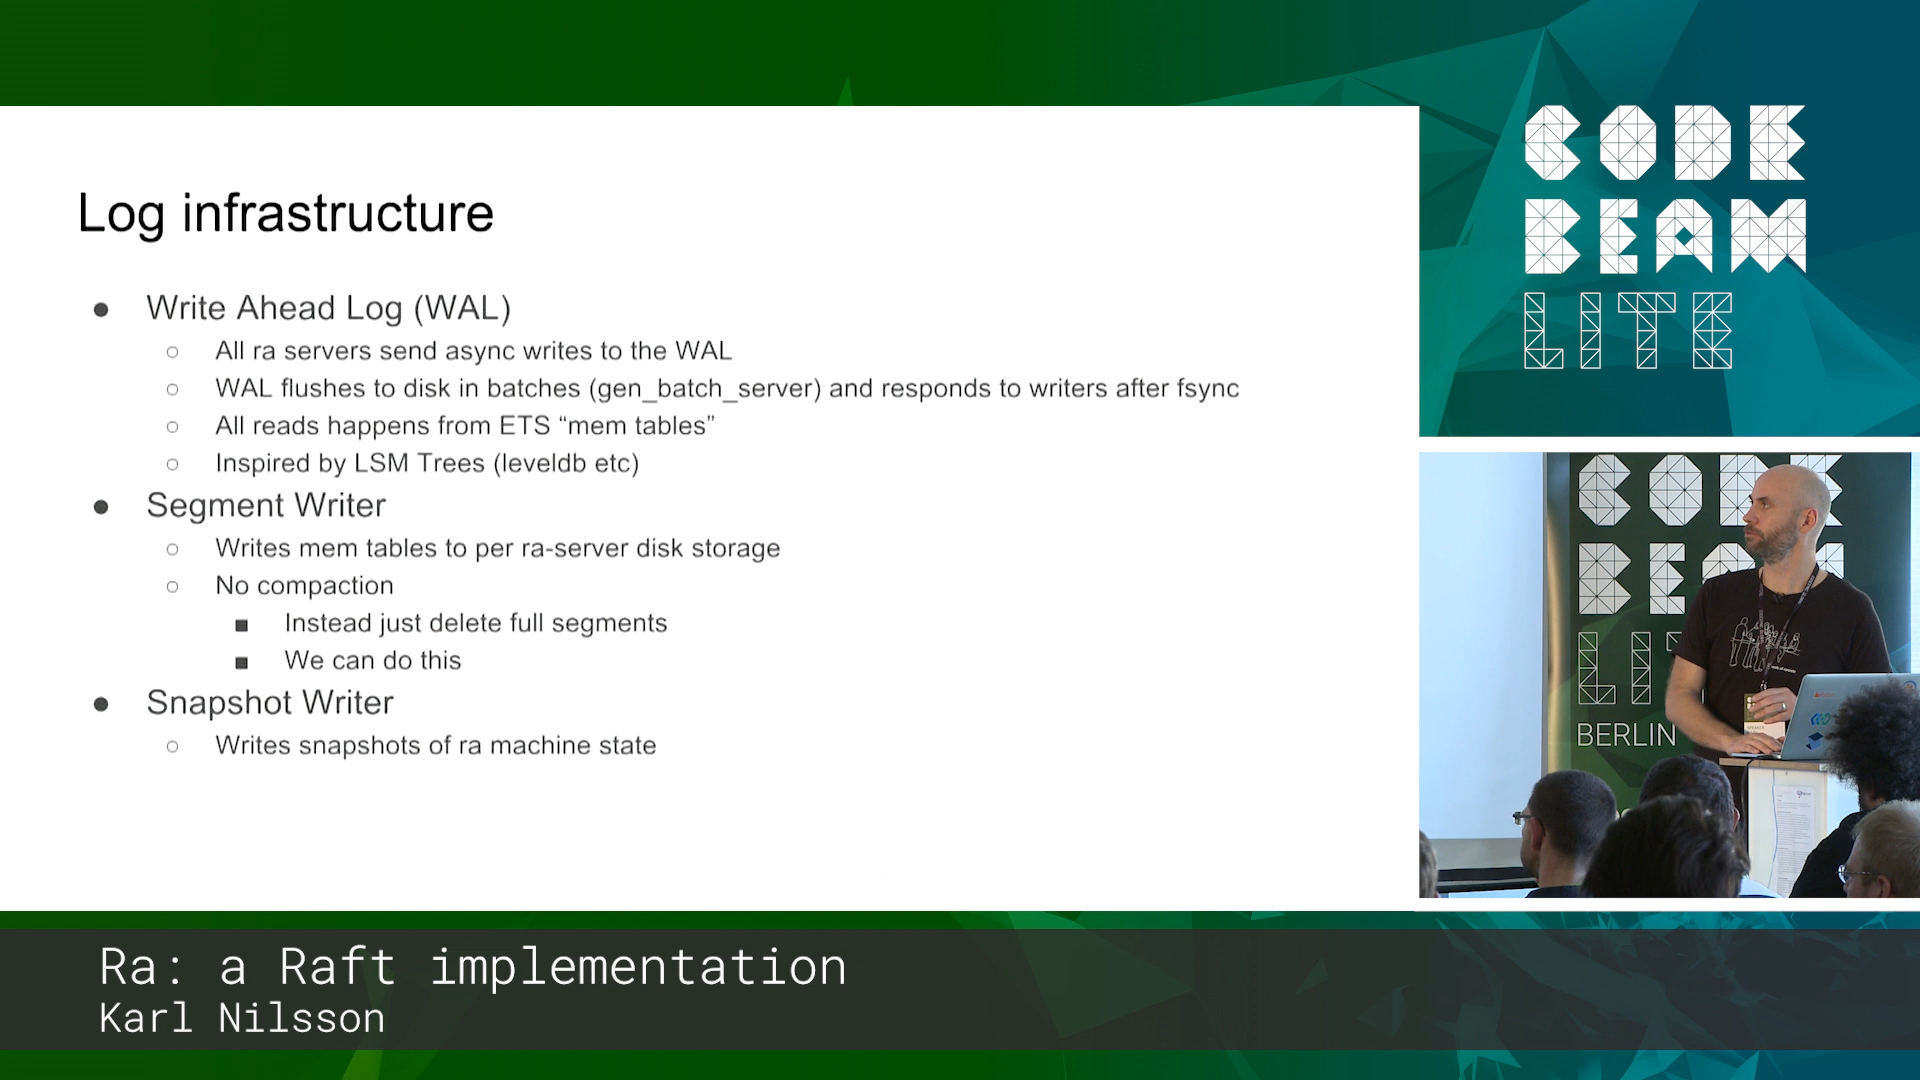 Log infrastructure
● Write Ahead Log (WAL)
○ All ra servers send async writes to the WAL
○ WAL flushes to disk in batches (gen_batch_server) and responds to writers after fsync
○ All reads happens from ETS “mem tables”
○ Inspired by LSM Trees (leveldb etc)
● Segment Writer
○ Writes mem tables to per ra-server disk storage
○ No compaction
■ Instead just delete full segments
■ We can do this
● Snapshot Writer
○ Writes snapshots of ra machine state
CODE
BEAM
LITE
CODE
BEAM
LI
BERLIN
Ra: a Raft implementation
Karl Nilsson